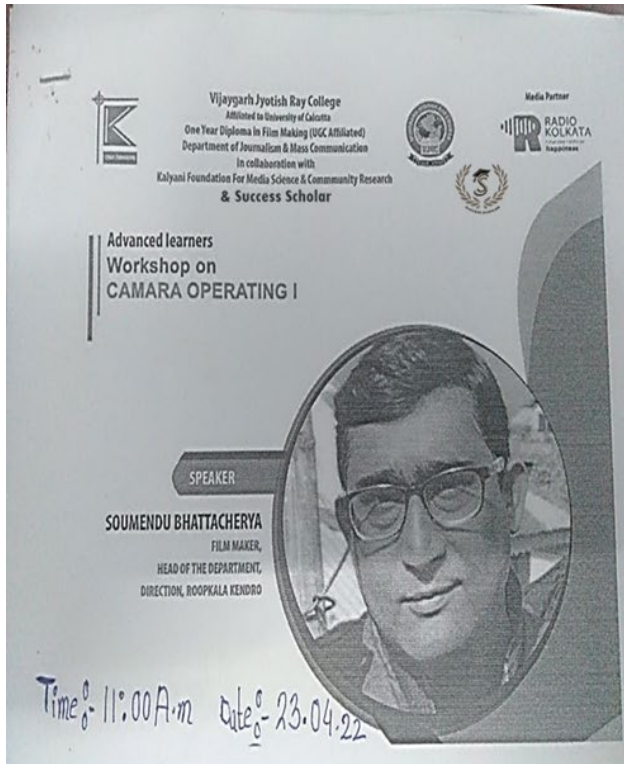 Vijaygarh Jyotish Ray College
Affiliated to University of Calcutta
One Year Diploma in Film Making (UGC Affiliated)
Department of Journalism & Mass Communication
In collaboration with
Kalyani Foundation For Media Science & Commmunity Research
& Success Scholar
Media Partner
RADIO
KOLKATA
happiness
Advanced learners
Workshop on
CAMARA OPERATING I
SPEAKER
SOUMENDU BHATTACHERYA
FILM MAKER,
HEAD OF THE DEPARTMENT,
DIRECTION, ROOPKALA KENDRO
Time:- 11:00 A.m Date:- 23.04.22